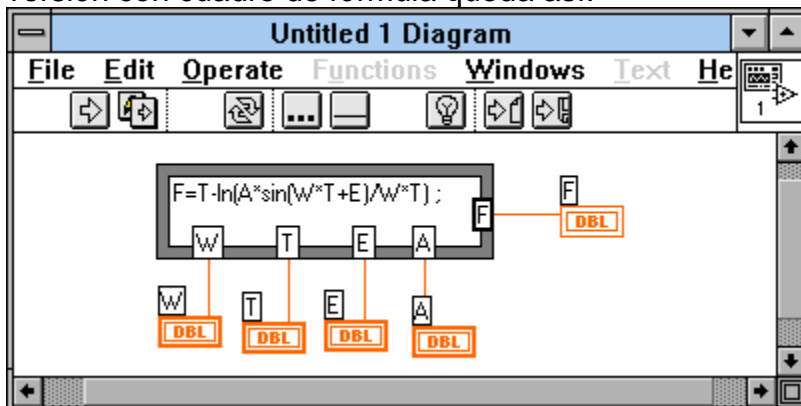 versión con cuadro de fórmula queda así:
Untitled 1 Diagram
File Edit Operate Functions Windows Text He
1
F=T-ln(A*sin(W*T+E)/W*T) ;
F
F
DBL
W T E A
W T E A
DBL DBL DBL DBL